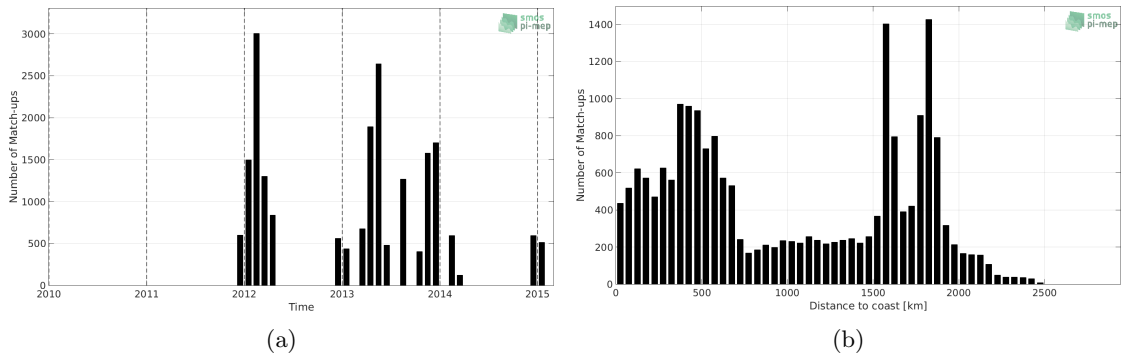 smos
pi-mep
3000
2500
2000
1500
1000
500
0
Number of Match-ups
2010
2011
2012
2013
2014
2015
Time
(a)
smos
pi-mep
1400
1200
1000
800
600
400
200
0
Number of Match-ups
0
500
1000
1500
2000
2500
Distance to coast [km]
(b)